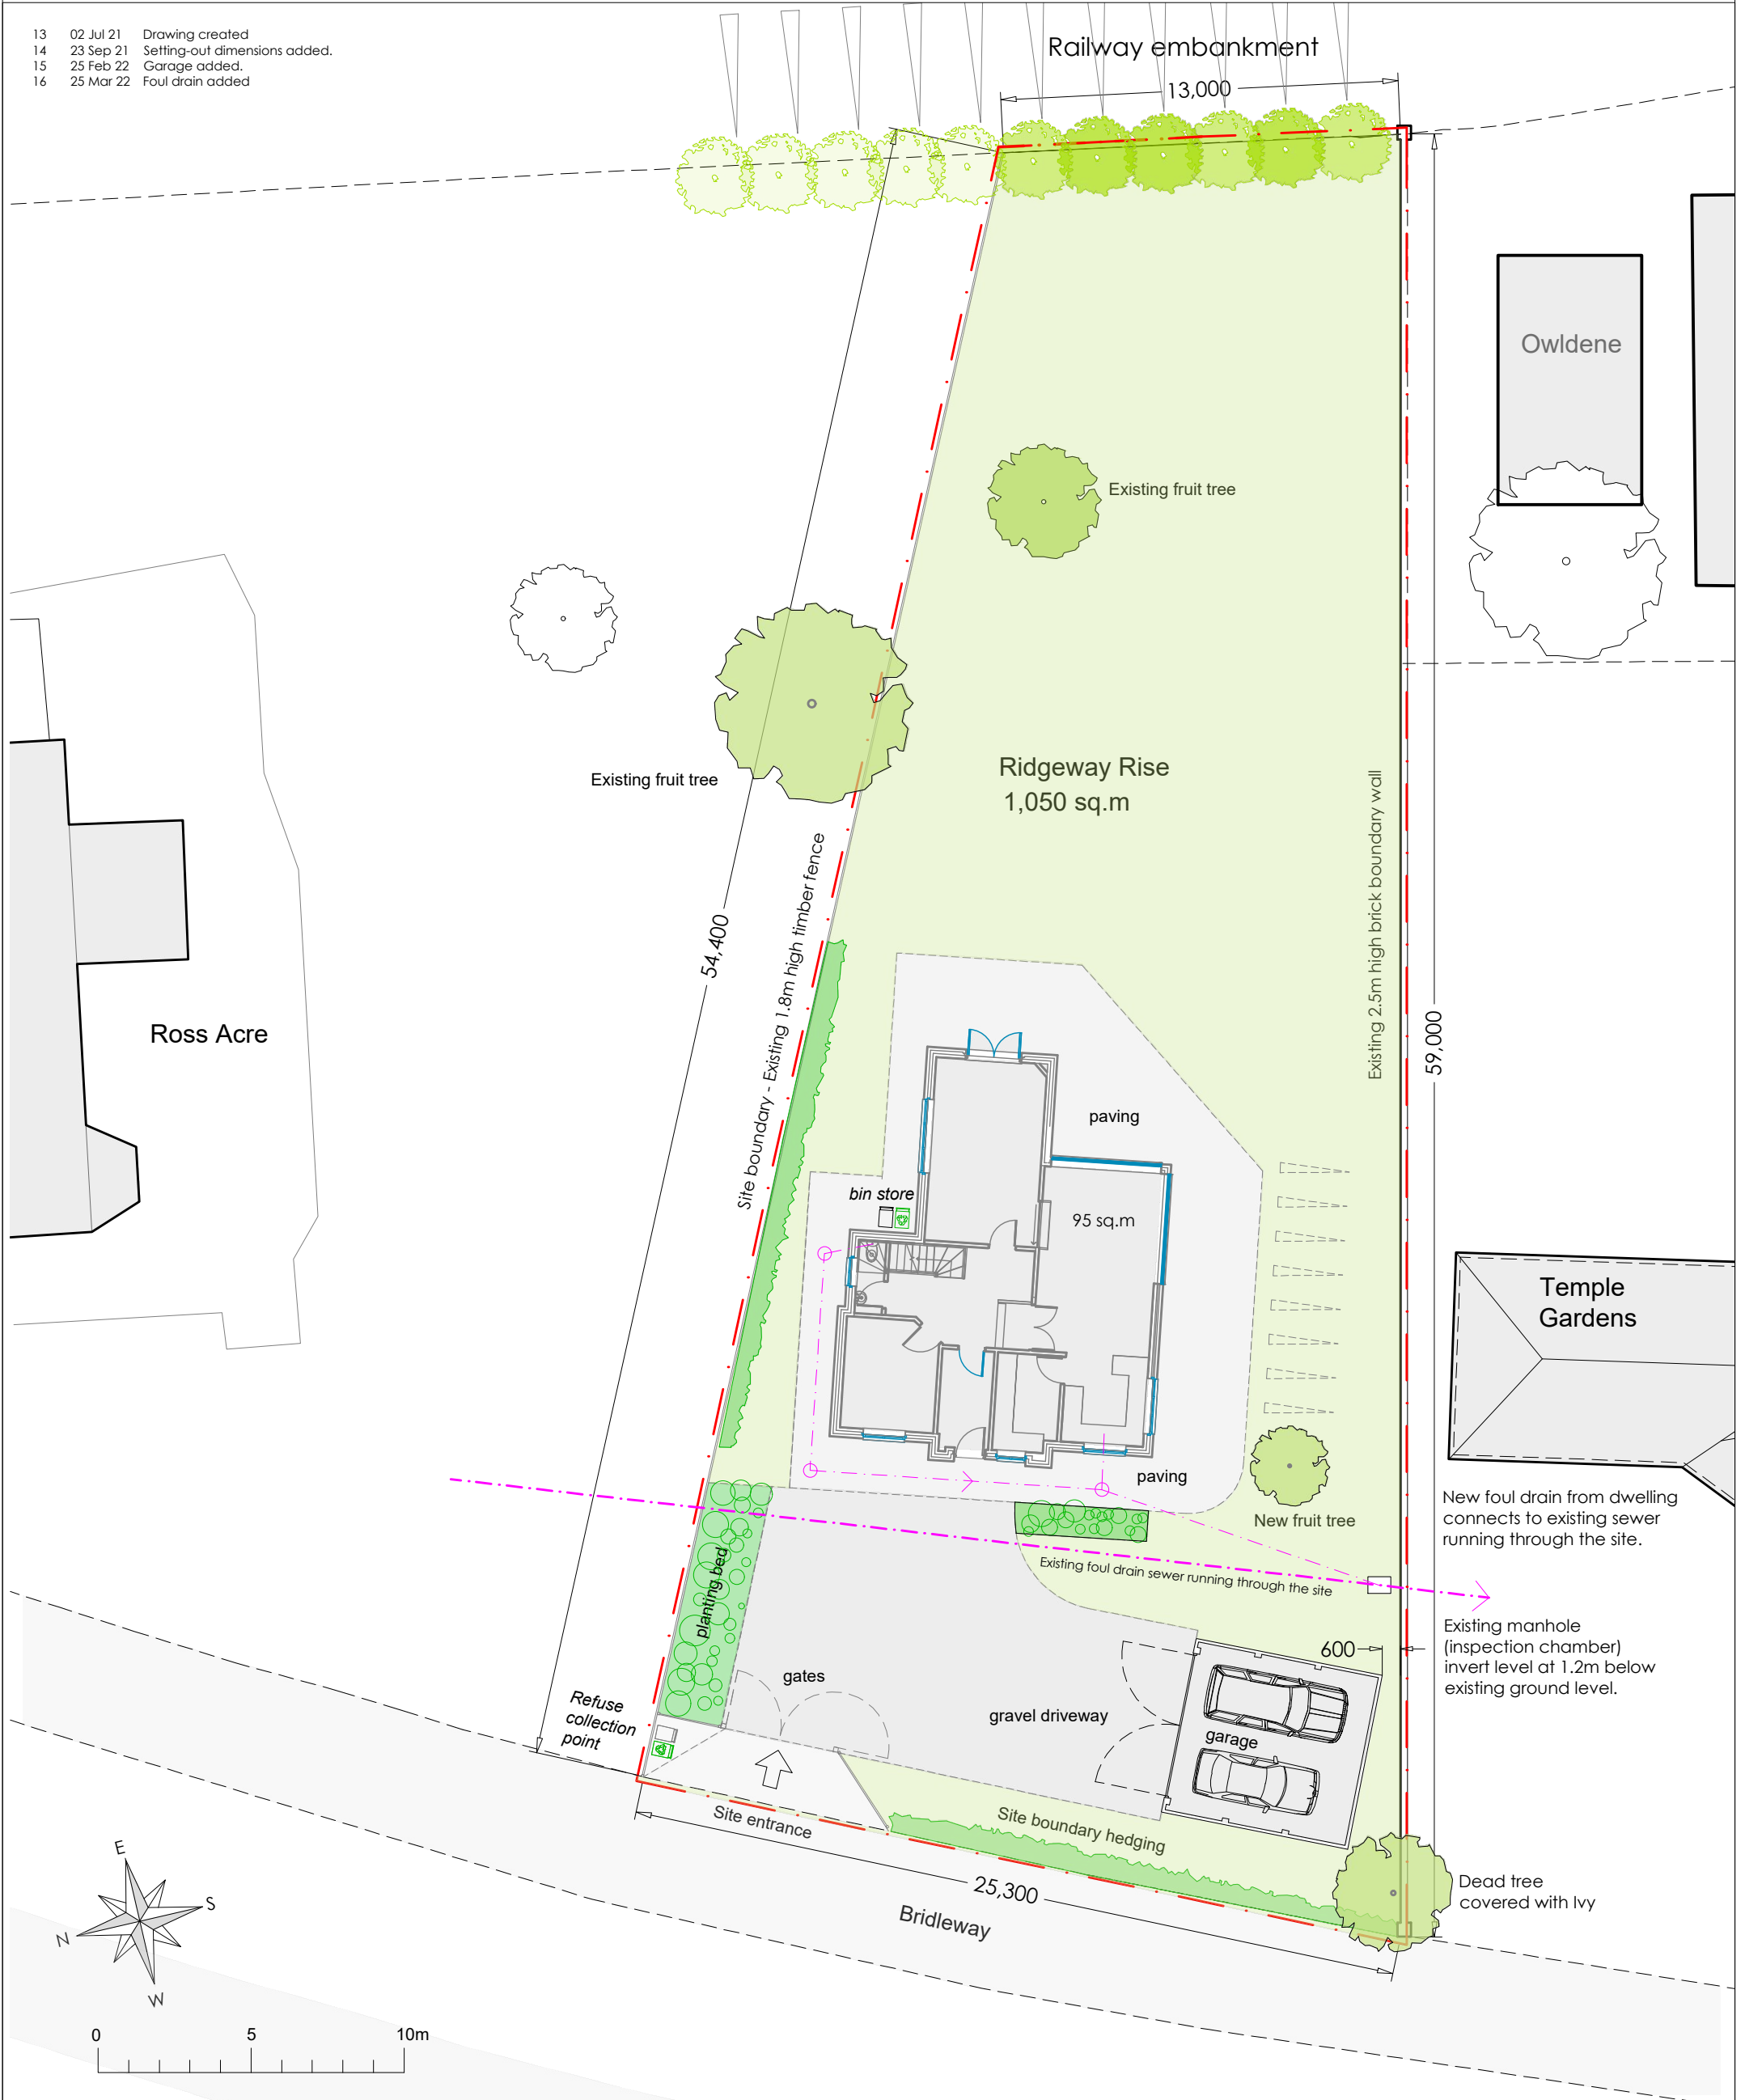 13 02 Jul 21 Drawing created
14 23 Sep 21 Setting-out dimensions added.
15 25 Feb 22 Garage added.
16 25 Mar 22 Foul drain added
Railway embankment
13,000
Owldene
Existing fruit tree
Ridgeway Rise
1,050 sq.m
Existing fruit tree
Existing 2.5m high brick boundary wall
Site boundary - Existing 1.8m high timber fence
54,400
59,000
Ross Acre
paving
bin store
95 sq.m
Temple
Gardens
paving
New fruit tree
New foul drain from dwelling
connects to existing sewer
running through the site.
Existing foul drain sewer running through the site
planting bed
Existing manhole
(inspection chamber)
invert level at 1.2m below
existing ground level.
600
gates
Refuse
collection
point
gravel driveway
garage
Site entrance
Site boundary hedging
25,300
Bridleway
Dead tree
covered with Ivy
E
S
N
W
0 5 10m